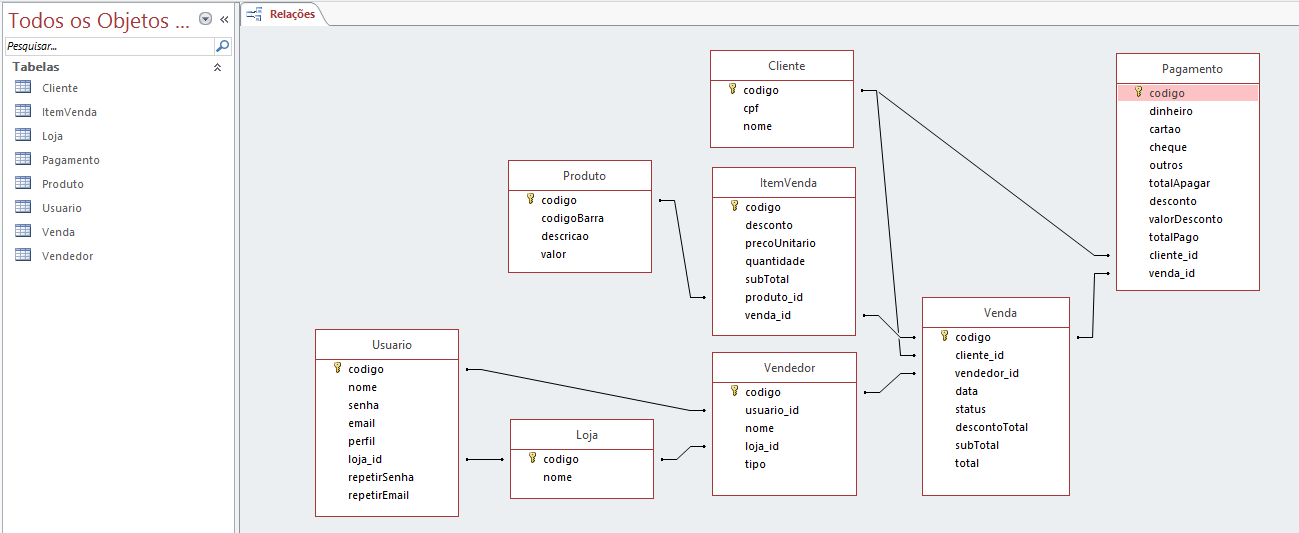 Todos os Objetos ...
Pesquisar...
Tabelas
Cliente
ItemVenda
Loja
Pagamento
Produto
Usuario
Venda
Vendedor
Relações
Cliente
codigo
cpf
nome
Pagamento
codigo
dinheiro
cartao
cheque
outros
totalApagar
desconto
valorDesconto
totalPago
cliente_id
venda_id
Produto
codigo
codigoBarra
descricao
valor
ItemVenda
codigo
desconto
precoUnitario
quantidade
subTotal
produto_id
venda_id
Venda
codigo
cliente_id
vendedor_id
data
status
descontoTotal
subTotal
total
Usuario
codigo
nome
senha
email
perfil
loja_id
repetirSenha
repetirEmail
Loja
codigo
nome
Vendedor
codigo
usuario_id
nome
loja_id
tipo